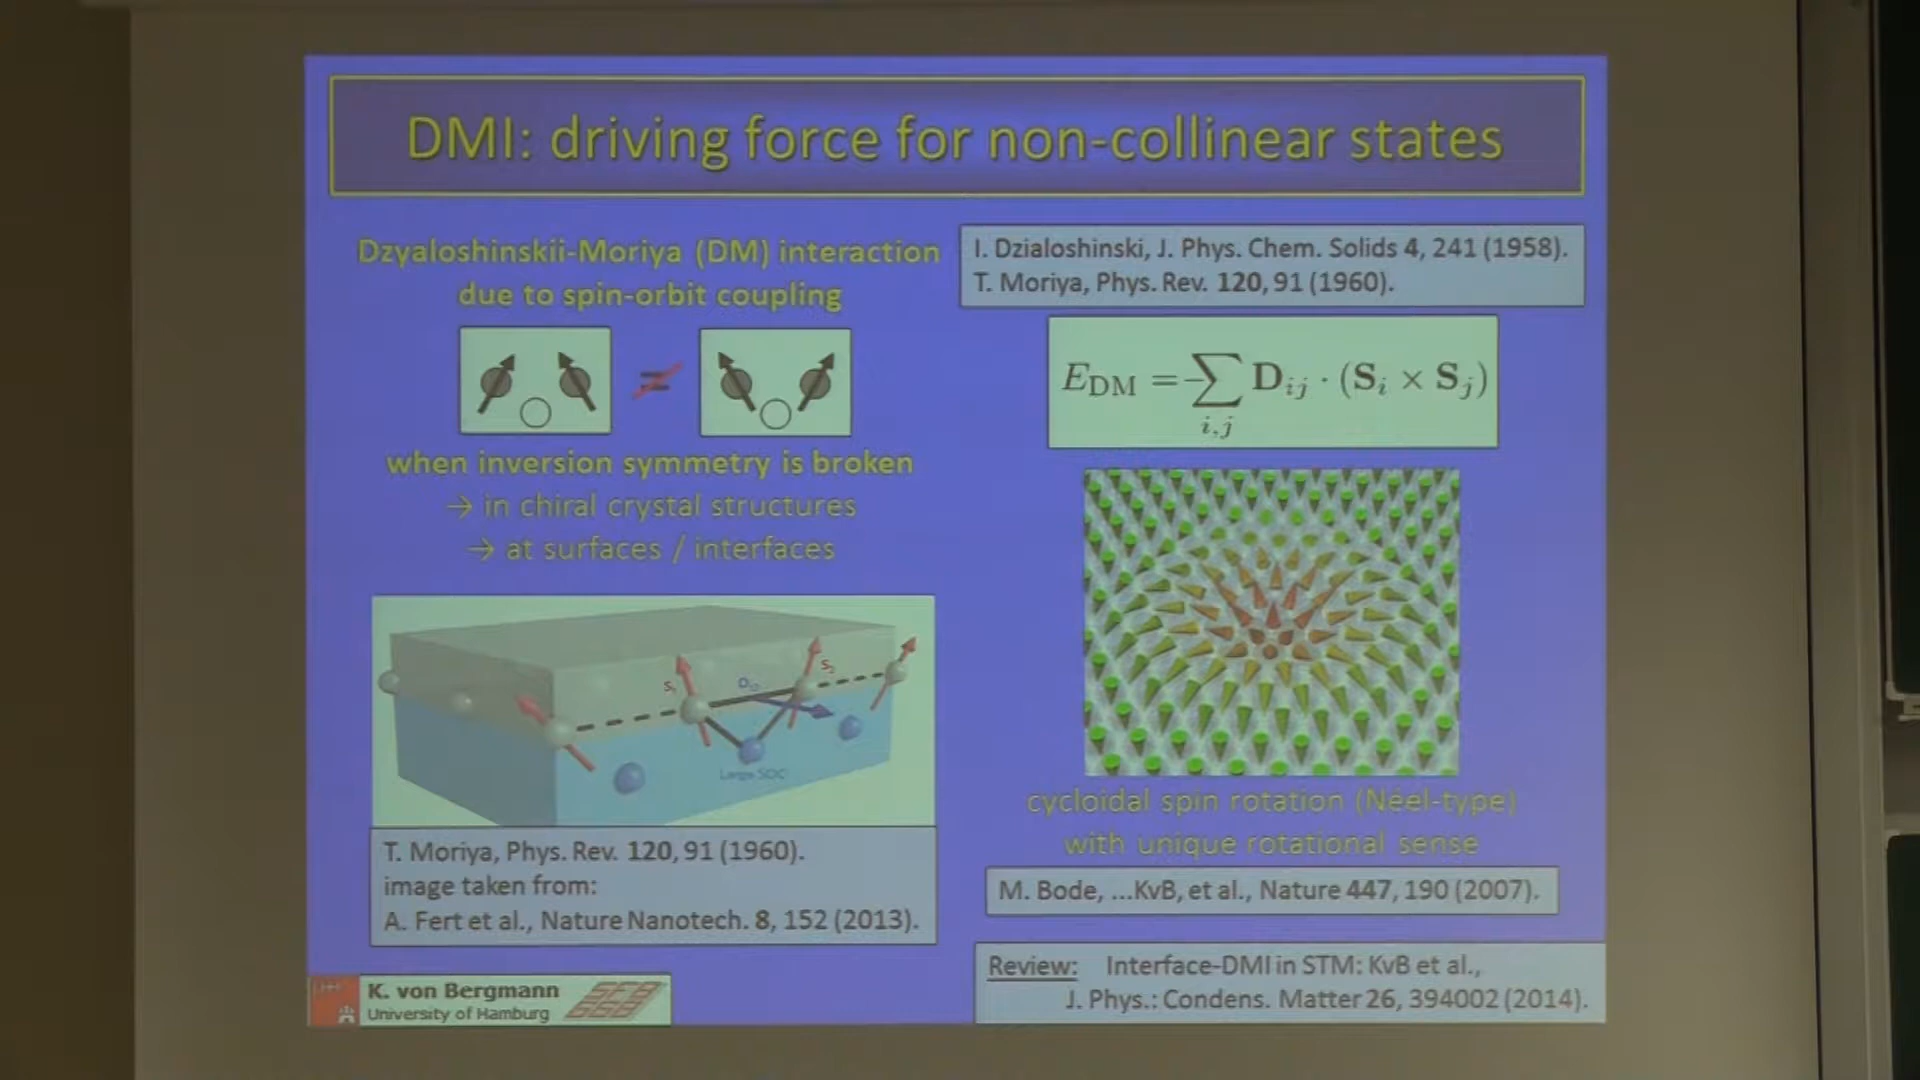 DMI: driving force for non-collinear states
Dzyaloshinskii-Moriya (DM) interaction
due to spin-orbit coupling
≠
when inversion symmetry is broken
→ in chiral crystal structures
→ at surfaces / interfaces
S₁
D₁₂
S₂
Large SOC
T. Moriya, Phys. Rev. 120, 91 (1960).
image taken from:
A. Fert et al., Nature Nanotech. 8, 152 (2013).
K. von Bergmann
University of Hamburg
I. Dzialoshinski, J. Phys. Chem. Solids 4, 241 (1958).
T. Moriya, Phys. Rev. 120, 91 (1960).
E_DM = -∑_{i,j} D_ij · (S_i × S_j)
cycloidal spin rotation (Néel-type)
with unique rotational sense
M. Bode, ...KvB, et al., Nature 447, 190 (2007).
Review: Interface-DMI in STM: KvB et al.,
J. Phys.: Condens. Matter 26, 394002 (2014).